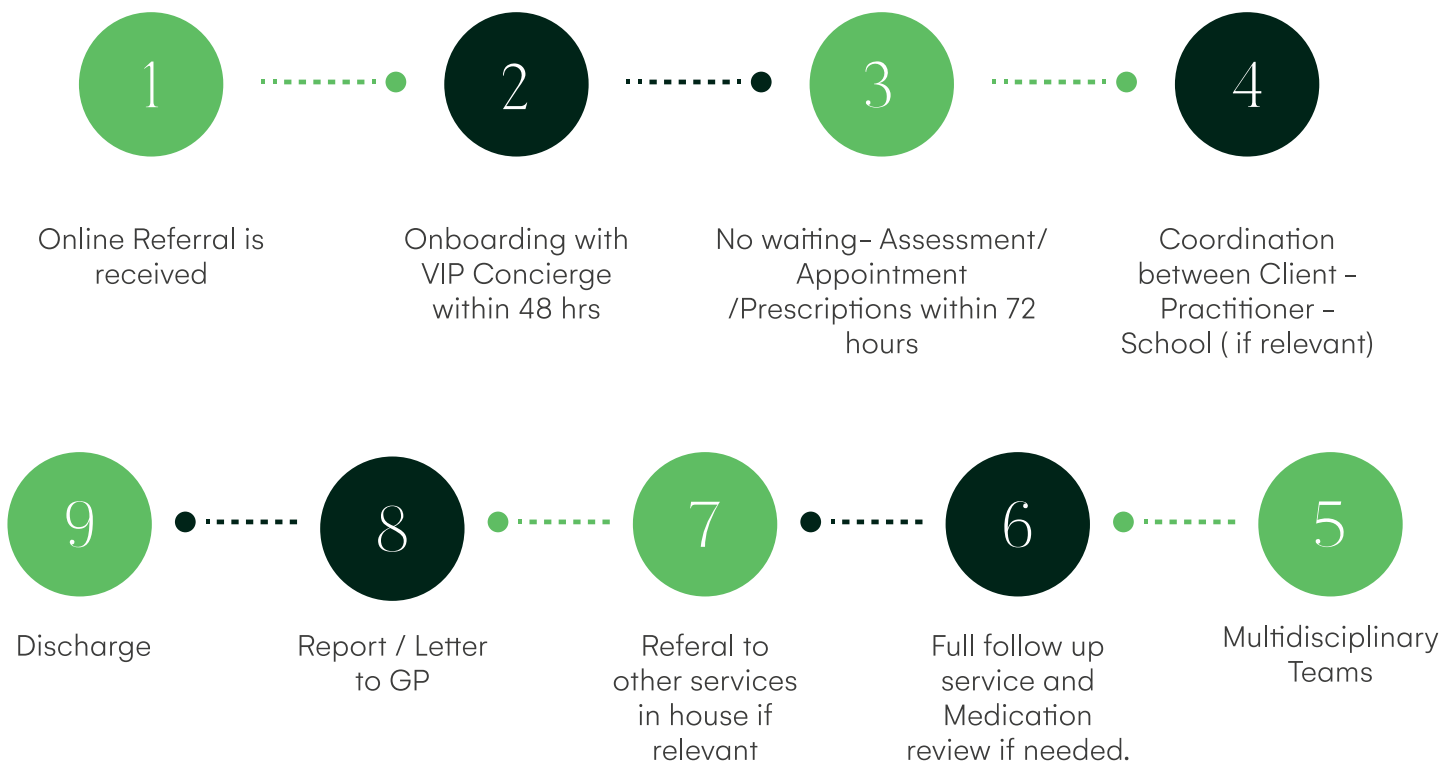 1
2
3
4
Online Referral is
received
Onboarding with
VIP Concierge
within 48 hrs
No waiting- Assessment/
Appointment
/Prescriptions within 72
hours
Coordination
between Client -
Practitioner -
School ( if relevant)
9
8
7
6
5
Discharge
Report / Letter
to GP
Referal to
other services
in house if
relevant
Full follow up
service and
Medication
review if needed.
Multidisciplinary
Teams